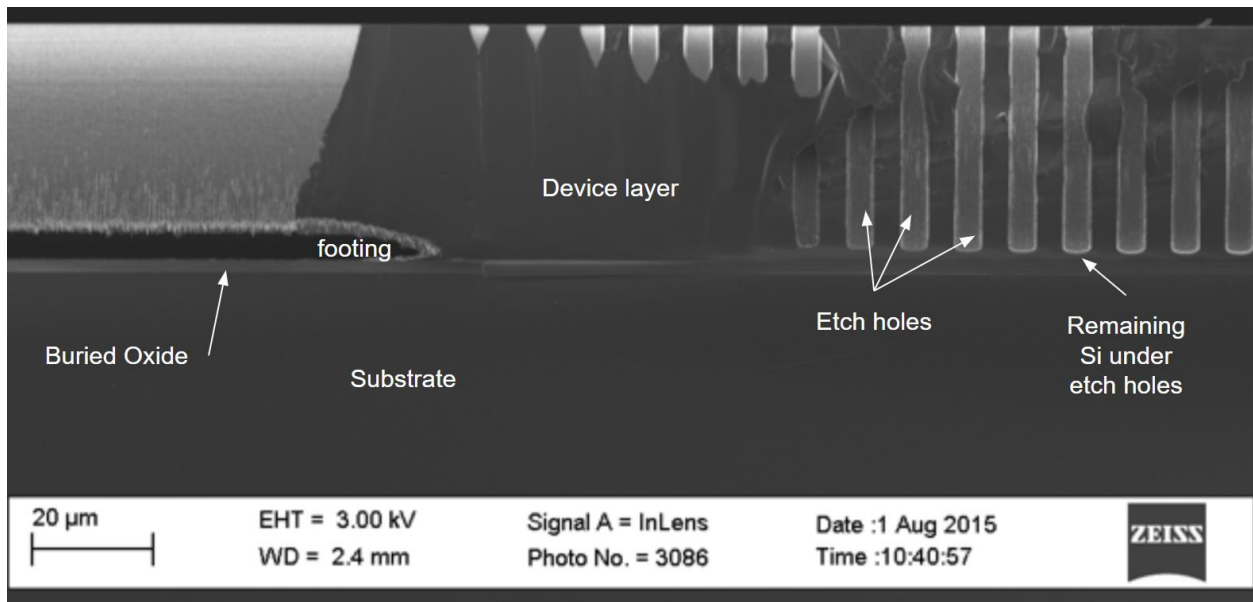 Device layer
footing
Etch holes
Remaining
Si under
etch holes
Buried Oxide
Substrate
20 µm
EHT = 3.00 kV
Signal A = InLens
Date :1 Aug 2015
WD = 2.4 mm
Photo No. = 3086
Time :10:40:57
ZEISS